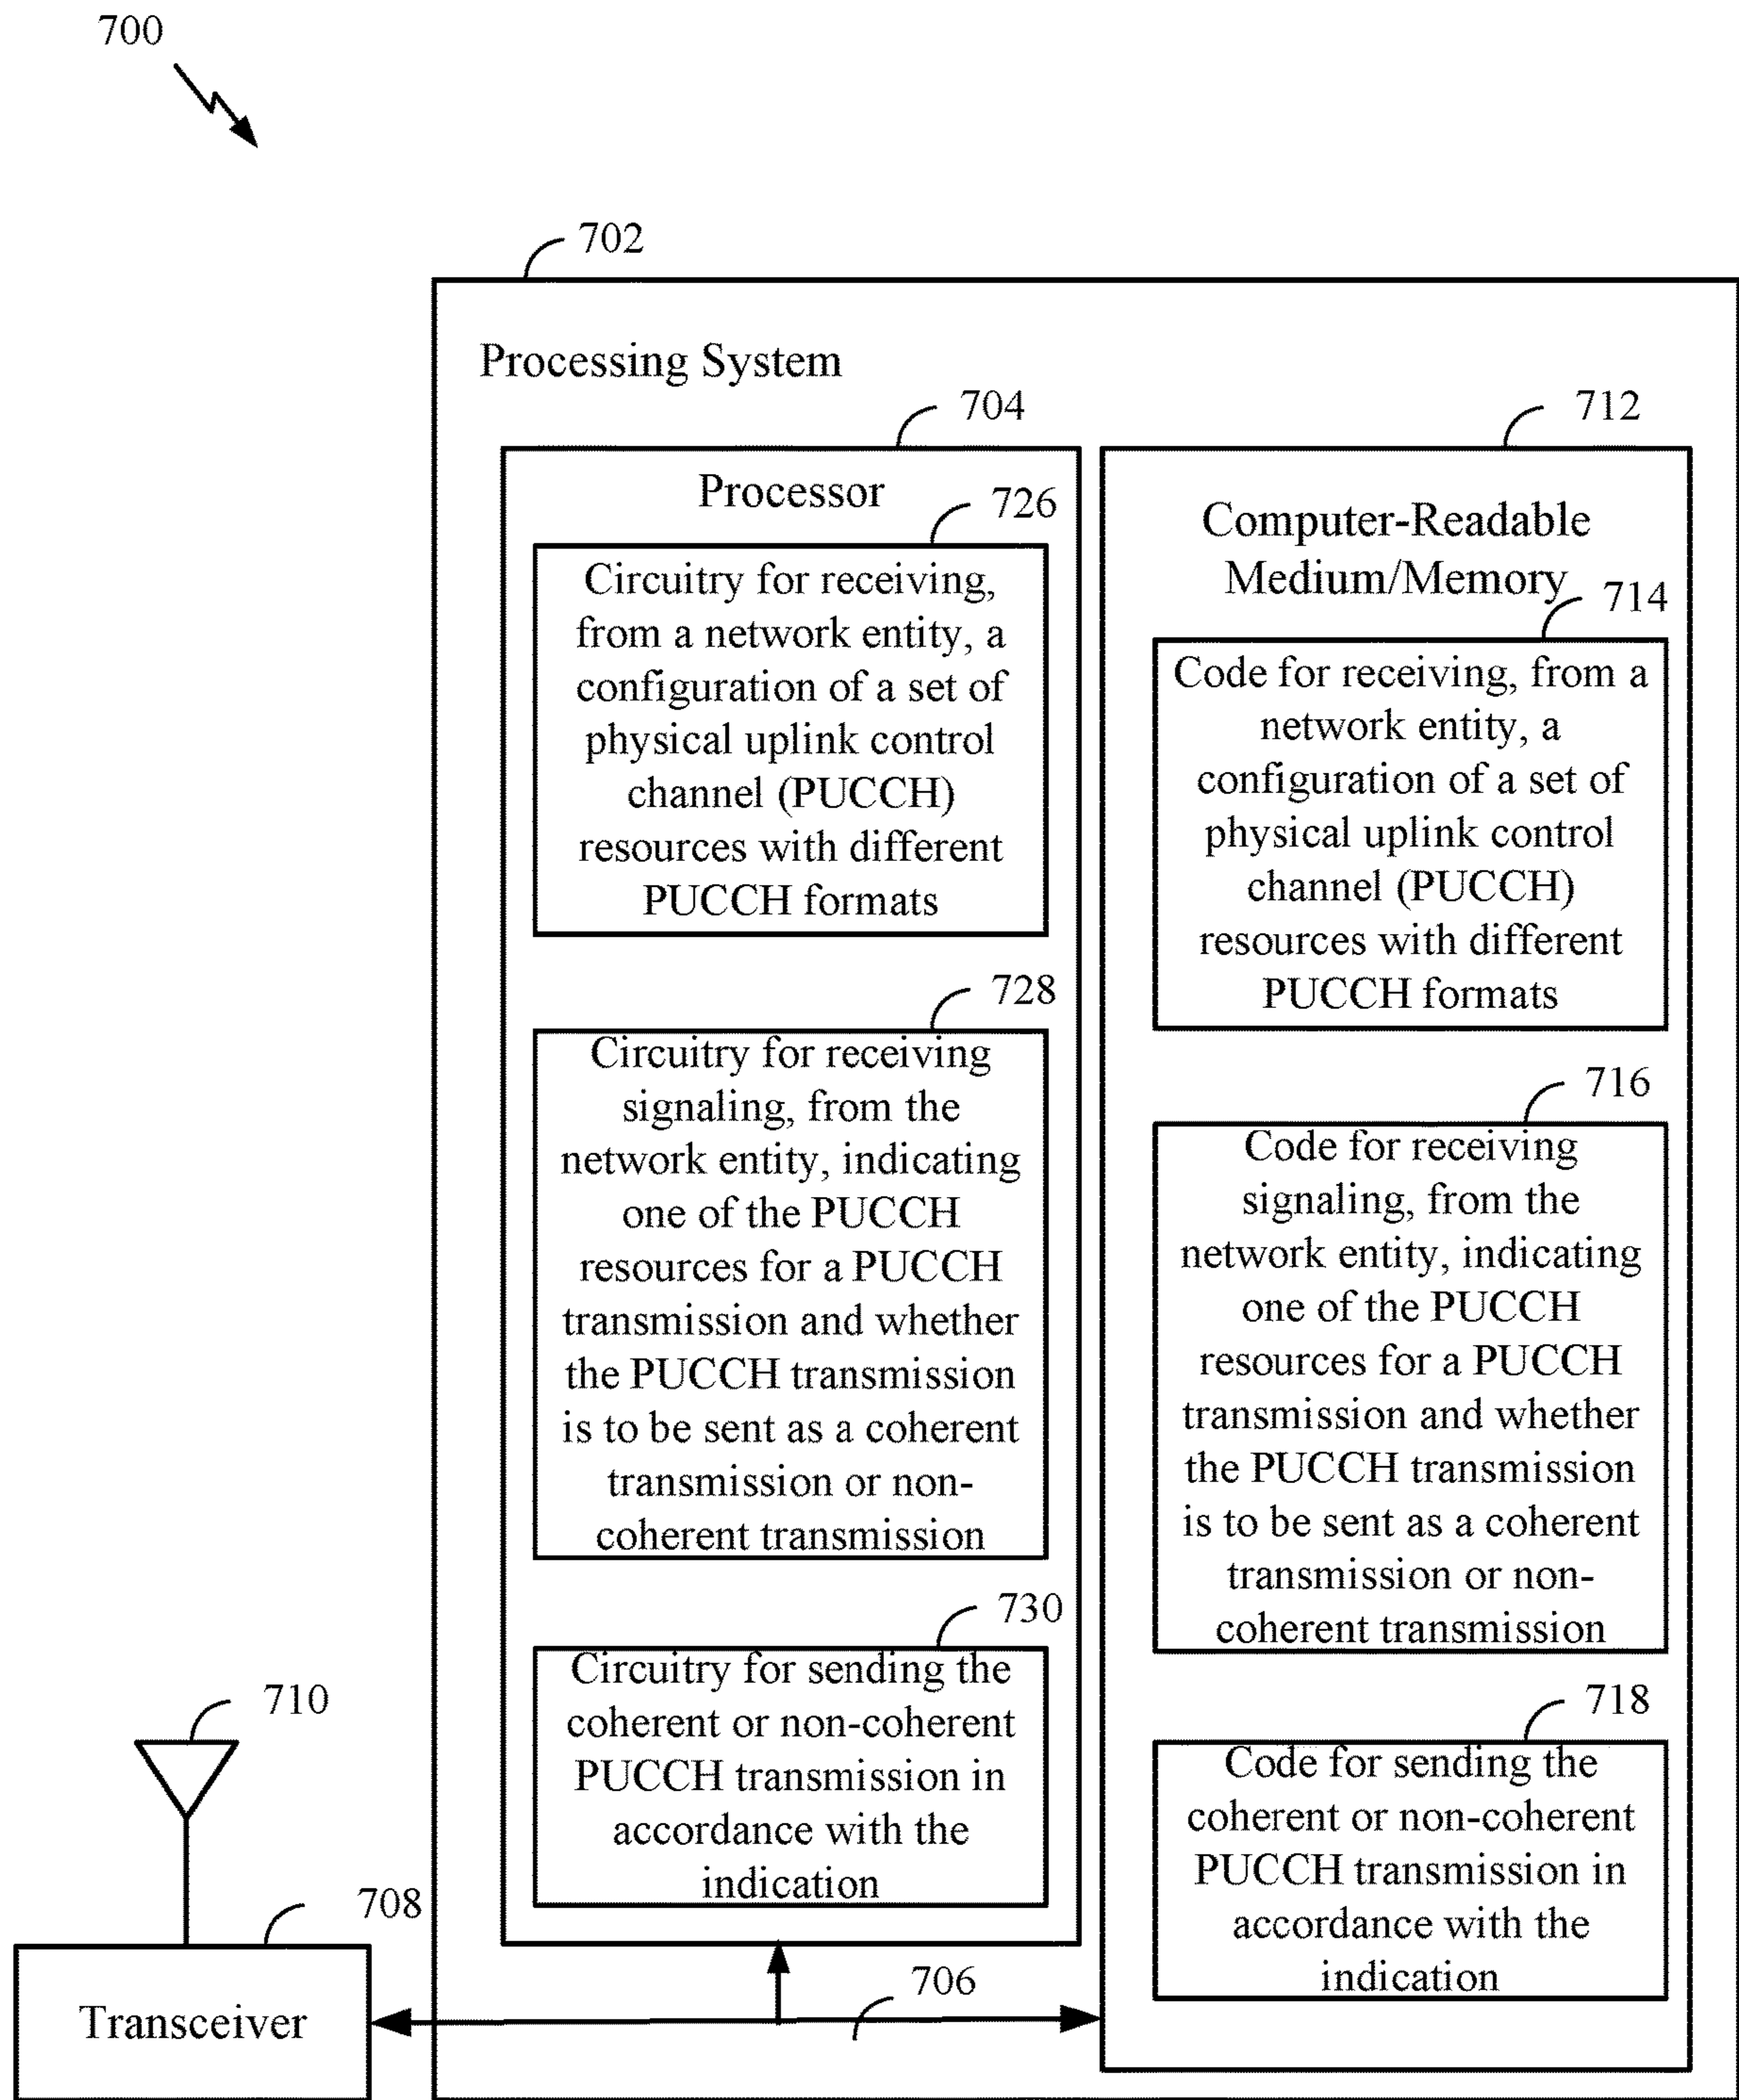 700
702
Processing System
704
Processor
726
Circuitry for receiving,
from a network entity, a
configuration of a set of
physical uplink control
channel (PUCCH)
resources with different
PUCCH formats
728
Circuitry for receiving
signaling, from the
network entity, indicating
one of the PUCCH
resources for a PUCCH
transmission and whether
the PUCCH transmission
is to be sent as a coherent
transmission or non-
coherent transmission
730
Circuitry for sending the
coherent or non-coherent
PUCCH transmission in
accordance with the
indication
712
Computer-Readable
Medium/Memory
714
Code for receiving, from a
network entity, a
configuration of a set of
physical uplink control
channel (PUCCH)
resources with different
PUCCH formats
716
Code for receiving
signaling, from the
network entity, indicating
one of the PUCCH
resources for a PUCCH
transmission and whether
the PUCCH transmission
is to be sent as a coherent
transmission or non-
coherent transmission
718
Code for sending the
coherent or non-coherent
PUCCH transmission in
accordance with the
indication
710
708
Transceiver
706